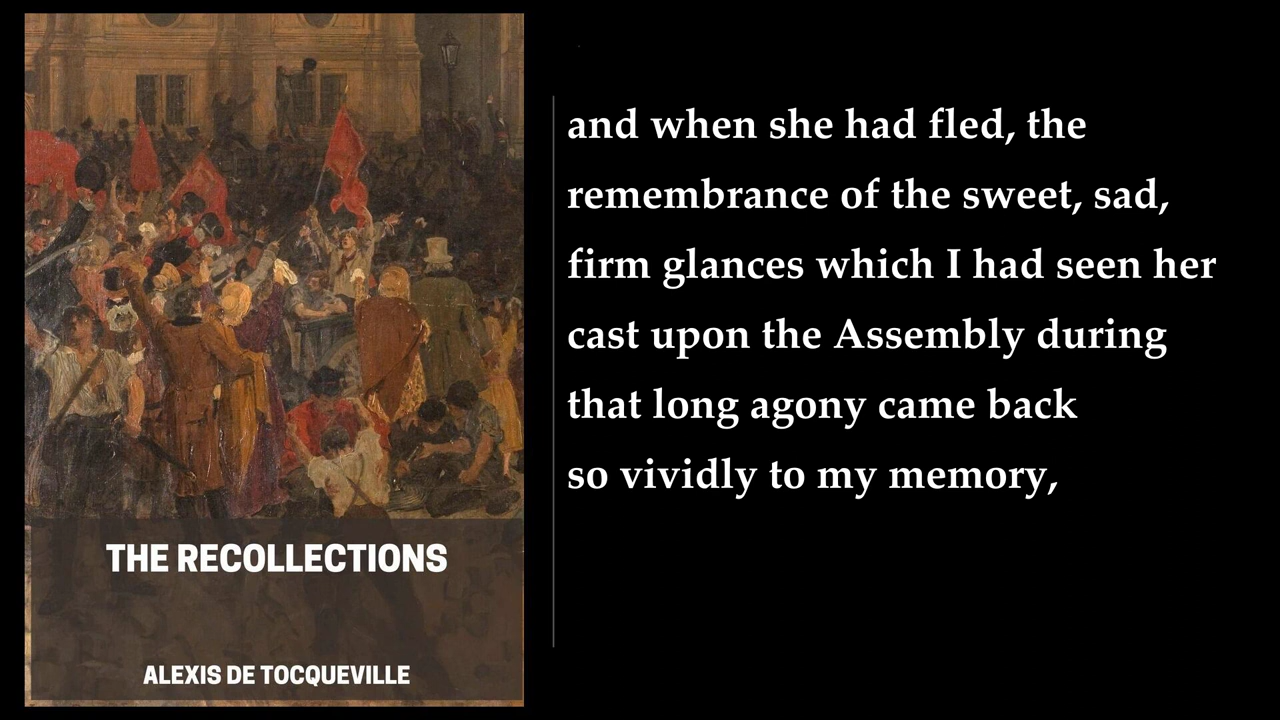 THE RECOLLECTIONS
ALEXIS DE TOCQUEVILLE
and when she had fled, the
remembrance of the sweet, sad,
firm glances which I had seen her
cast upon the Assembly during
that long agony came back
so vividly to my memory,